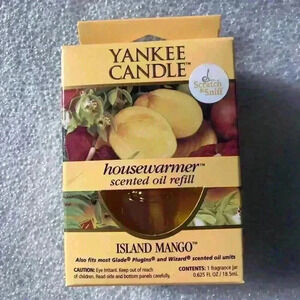 YANKEE
CANDLE™
Scratch
& Sniff
housewarmer™
scented oil refill
ISLAND MANGO™
Also fits most Glade® PlugIns® and Wizard® scented oil units
CAUTION: Eye Irritant. Keep out of reach
of children. Read side and bottom panels carefully.
CONTENTS: 1 fragrance jar
0.625 FL OZ / 18.5mL